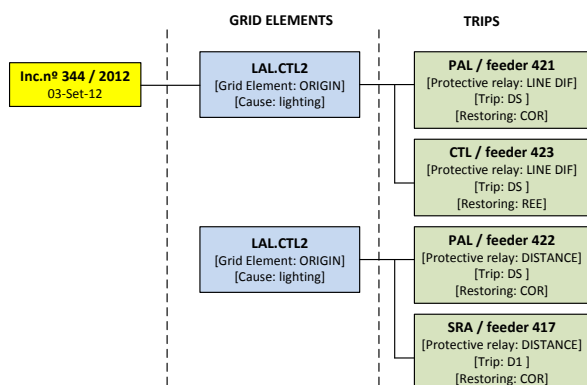 GRID ELEMENTS
TRIPS
Inc.nº 344 / 2012
03-Set-12
LAL.CTL2
[Grid Element: ORIGIN]
[Cause: lighting]
PAL / feeder 421
[Protective relay: LINE DIF]
[Trip: DS ]
[Restoring: COR]
CTL / feeder 423
[Protective relay: LINE DIF]
[Trip: DS ]
[Restoring: REE]
LAL.CTL2
[Grid Element: ORIGIN]
[Cause: lighting]
PAL / feeder 422
[Protective relay: DISTANCE]
[Trip: DS ]
[Restoring: COR]
SRA / feeder 417
[Protective relay: DISTANCE]
[Trip: D1 ]
[Restoring: COR]